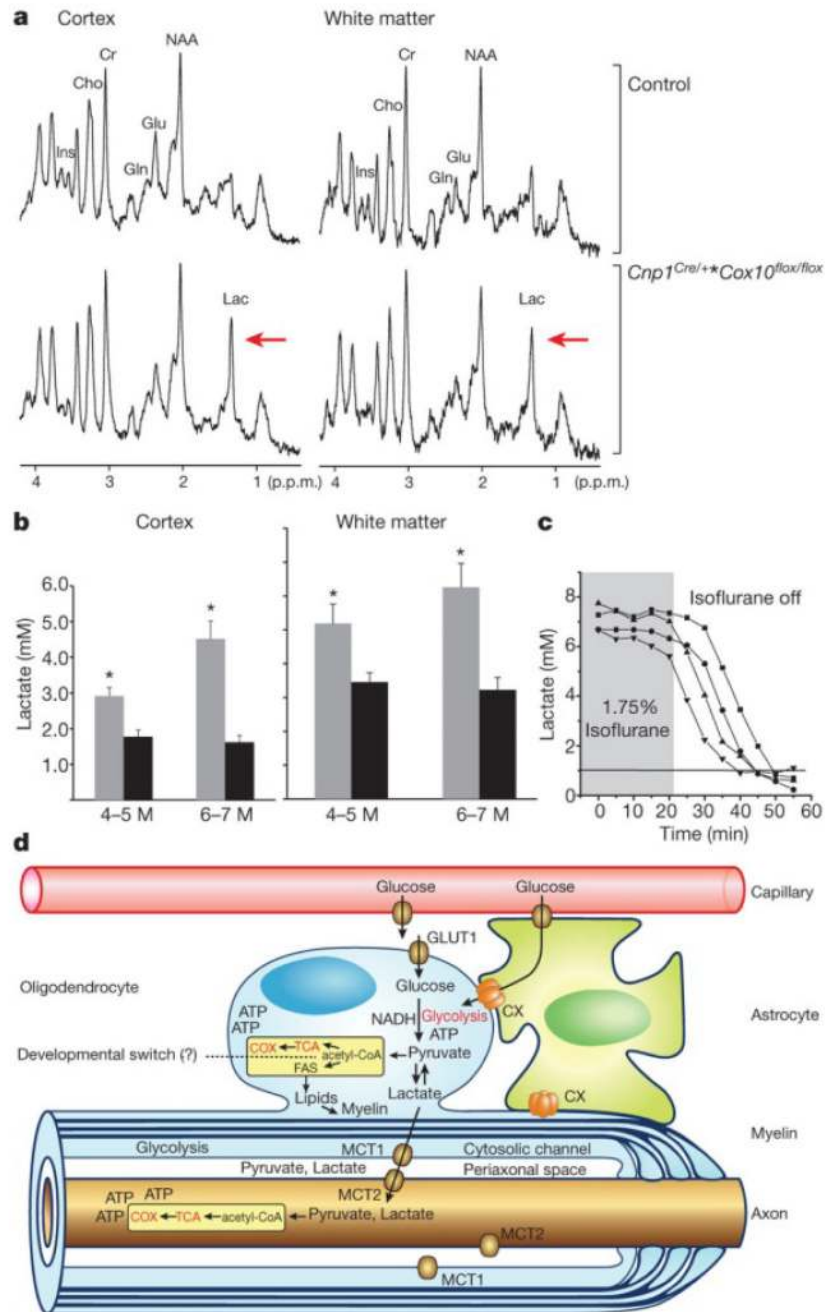 a Cortex White matter
Cr NAA Cr NAA
Cho Cho
Glu Glu
Ins Gln Ins Gln
Control
Cnp1Cre/+*Cox10flox/flox
Lac Lac
4 3 2 1 (p.p.m.) 4 3 2 1 (p.p.m.)
b Cortex White matter
Lactate (mM)
6.0
5.0
4.0
3.0
2.0
1.0
* * * *
4–5 M 6–7 M 4–5 M 6–7 M
c
Lactate (mM)
8
6
4
2
0
Isoflurane off
1.75%
Isoflurane
0 10 20 30 40 50 60
Time (min)
d
Glucose Glucose Capillary
GLUT1
Oligodendrocyte Glucose Astrocyte
ATP
ATP
NADH Glycolysis CX
ATP
COX TCA acetyl-CoA Pyruvate
Developmental switch (?)
FAS
Lipids Lactate
Myelin
CX
Myelin
Glycolysis MCT1 Cytosolic channel
Pyruvate, Lactate Periaxonal space
MCT2
ATP ATP
ATP COX TCA acetyl-CoA Pyruvate, Lactate Axon
MCT2
MCT1